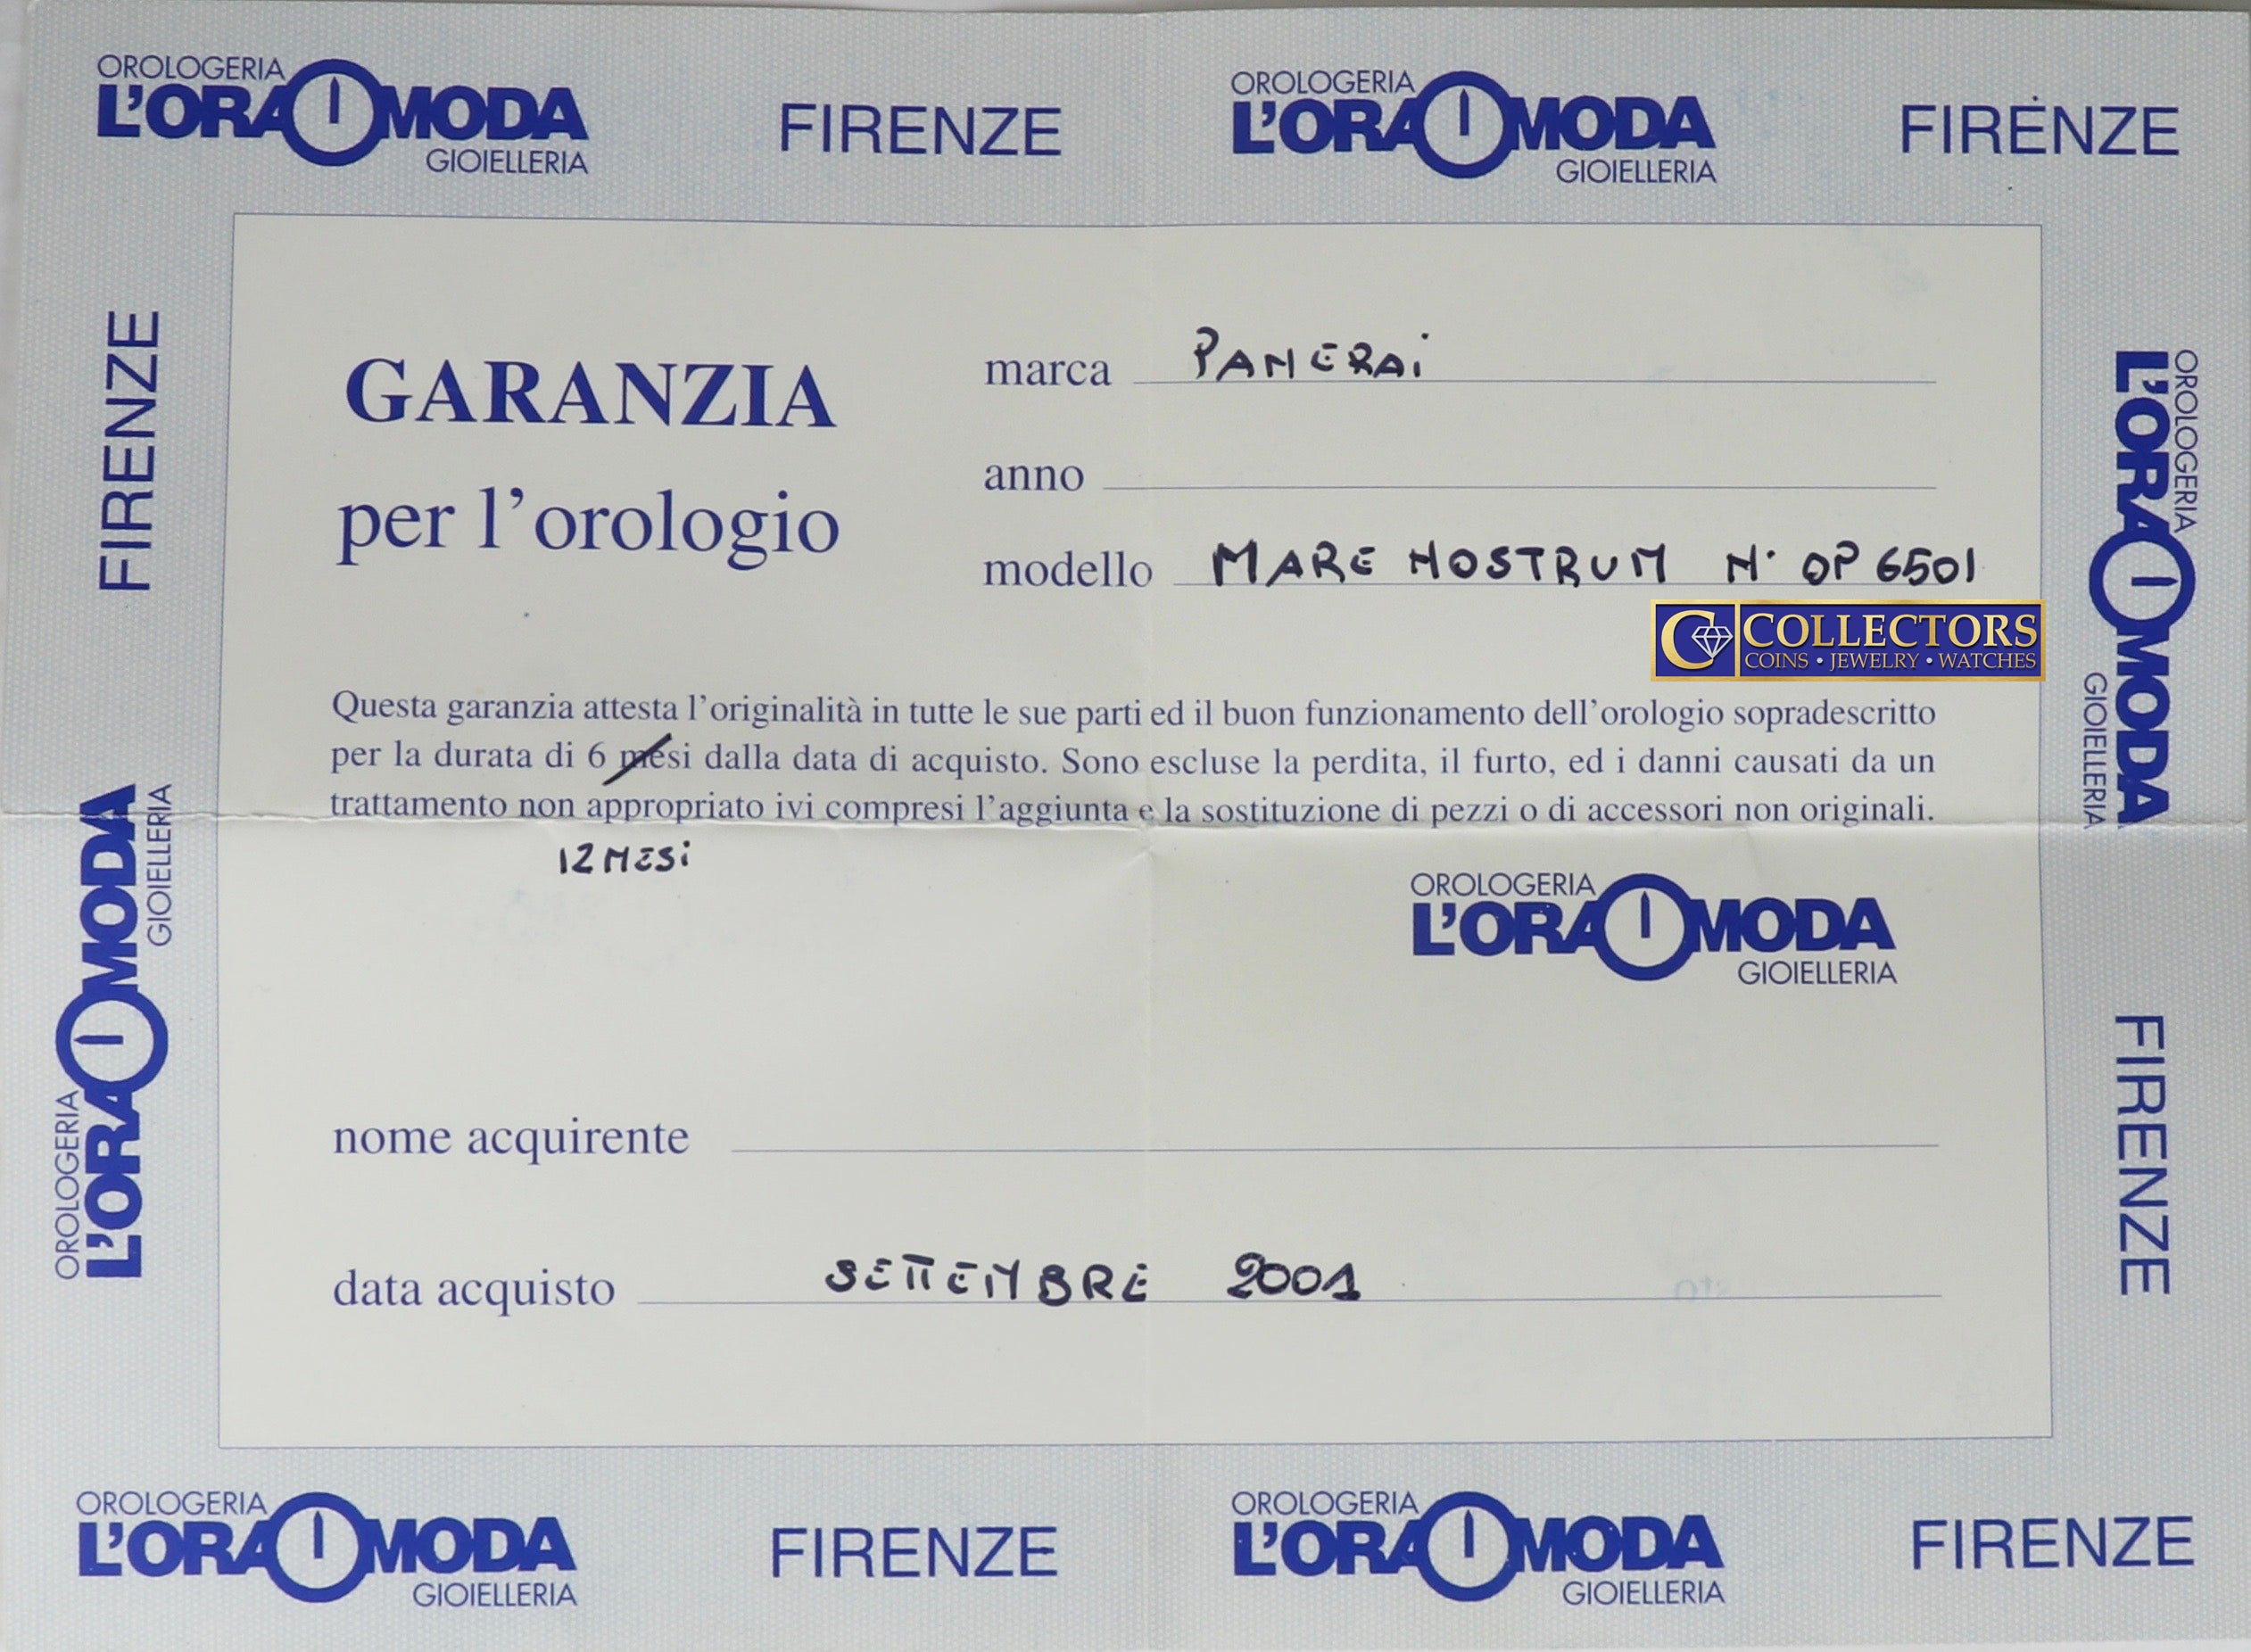 OROLOGERIA
L'ORA MODA
GIOIELLERIA
FIRENZE
OROLOGERIA
L'ORA MODA
GIOIELLERIA
FIRENZE
FIRENZE
OROLOGERIA
L'ORA MODA
GIOIELLERIA
GARANZIA
per l'orologio
marca PANERAi
anno
modello MARE NOSTRUM N· OP 6501
COLLECTORS
COINS • JEWELRY • WATCHES
Questa garanzia attesta l'originalità in tutte le sue parti ed il buon funzionamento dell'orologio sopradescritto
per la durata di 6 mesi dalla data di acquisto. Sono escluse la perdita, il furto, ed i danni causati da un
trattamento non appropriato ivi compresi l'aggiunta e la sostituzione di pezzi o di accessori non originali.
12 MESi
OROLOGERIA
L'ORA MODA
GIOIELLERIA
nome acquirente
data acquisto SETTEMBRE 2001
OROLOGERIA
L'ORA MODA
GIOIELLERIA
FIRENZE
OROLOGERIA
L'ORA MODA
GIOIELLERIA
FIRENZE
OROLOGERIA
L'ORA MODA
GIOIELLERIA
FIRENZE